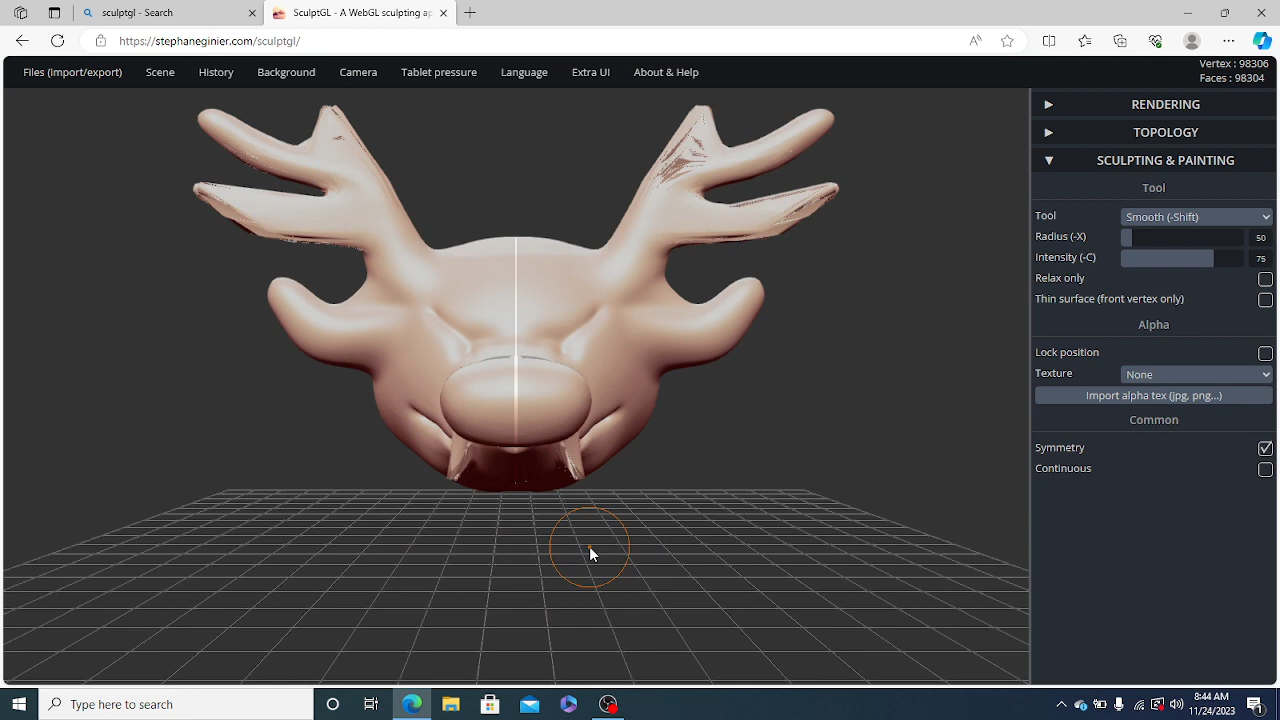 sculptgl - Search
SculptGL - A WebGL sculpting ap
https://stephaneginier.com/sculptgl/
Files (import/export) Scene History Background Camera Tablet pressure Language Extra UI About & Help
Vertex : 98306
Faces : 98304
RENDERING
TOPOLOGY
SCULPTING & PAINTING
Tool
Tool Smooth (-Shift)
Radius (-X) 50
Intensity (-C) 75
Relax only
Thin surface (front vertex only)
Alpha
Lock position
Texture None
Import alpha tex (jpg, png...)
Common
Symmetry
Continuous
Type here to search
8:44 AM
11/24/2023